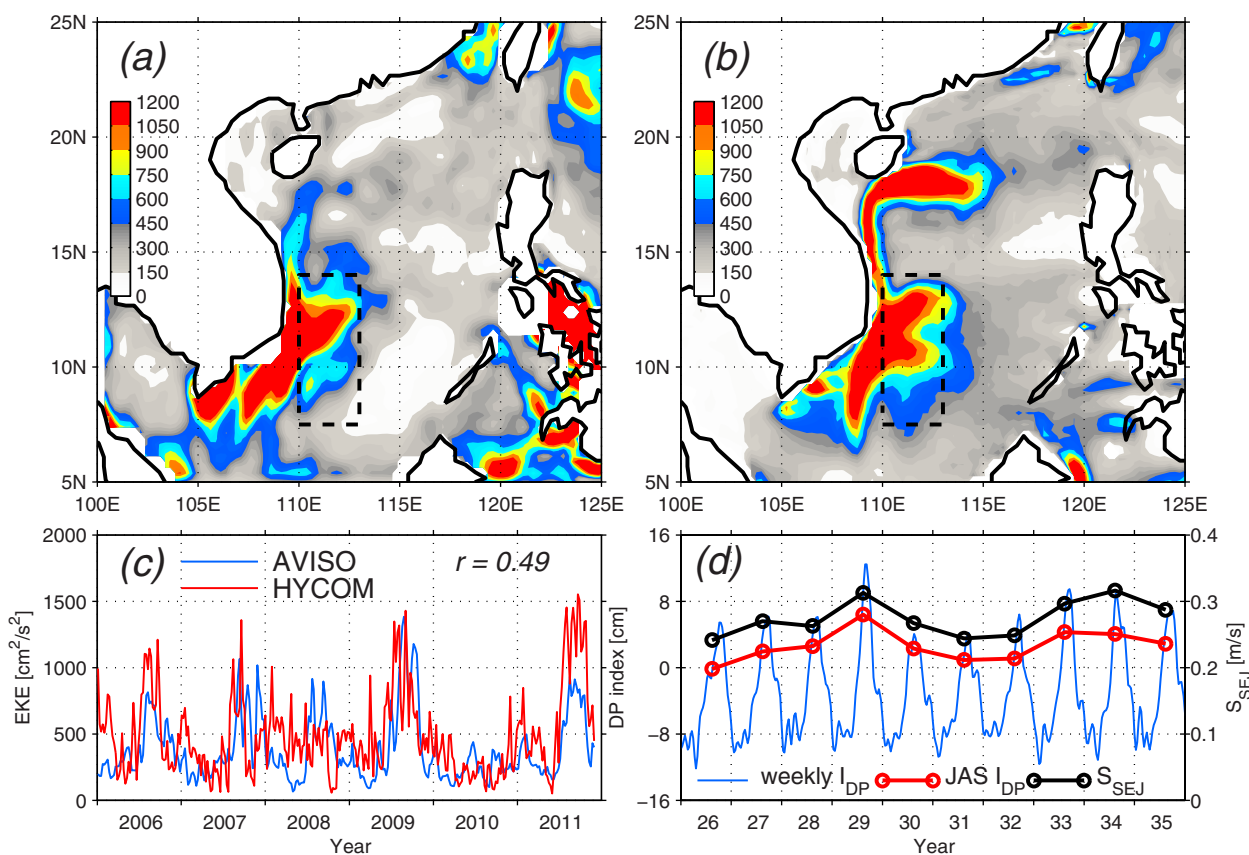 (a)
25N
20N
15N
10N
5N
1200
1050
900
750
600
450
300
150
0
100E 105E 110E 115E 120E 125E
(b)
25N
20N
15N
10N
5N
1200
1050
900
750
600
450
300
150
0
100E 105E 110E 115E 120E 125E
(c)
AVISO
HYCOM
r = 0.49
2000
1500
1000
500
0
EKE [cm²/s²]
2006 2007 2008 2009 2010 2011
Year
(d)
16
8
0
−8
−16
DP index [cm]
0.4
0.3
0.2
0.1
0
S_SEJ [m/s]
weekly I_DP JAS I_DP S_SEJ
26 27 28 29 30 31 32 33 34 35
Year